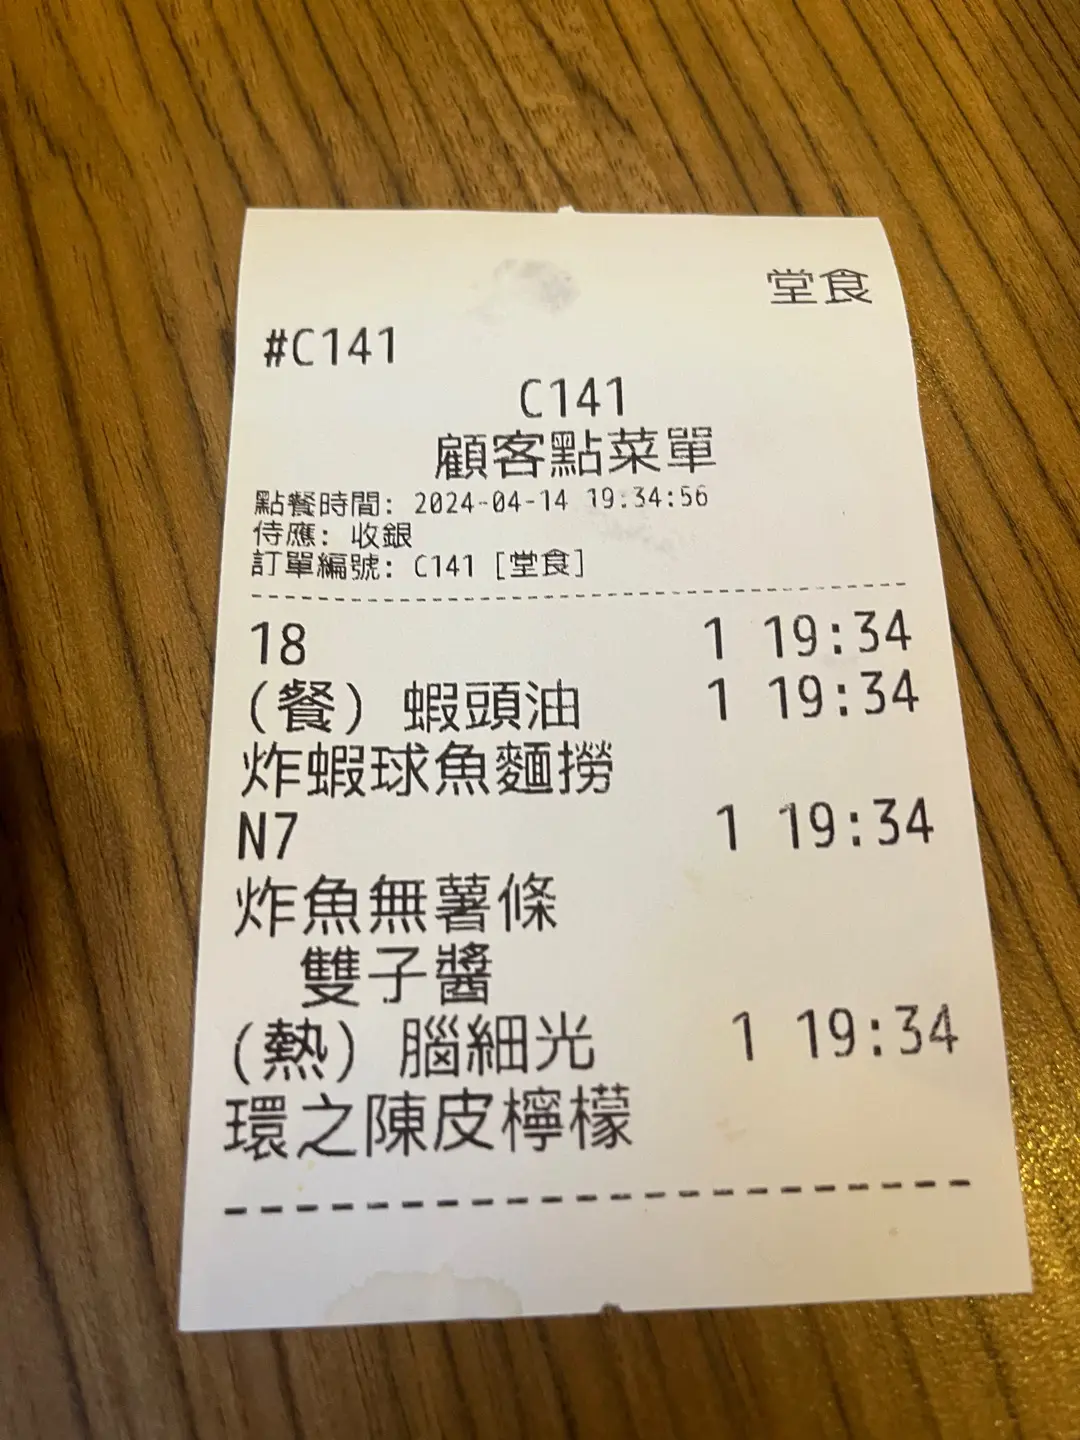 堂食
#C141
C141
顧客點菜單
點餐時間: 2024-04-14 19:34:56
侍應: 收銀
訂單編號: C141 [堂食]
18 1 19:34
(餐) 蝦頭油 1 19:34
炸蝦球魚麵撈
N7 1 19:34
炸魚無薯條
雙子醬
(熱) 腦細光 1 19:34
環之陳皮檸檬